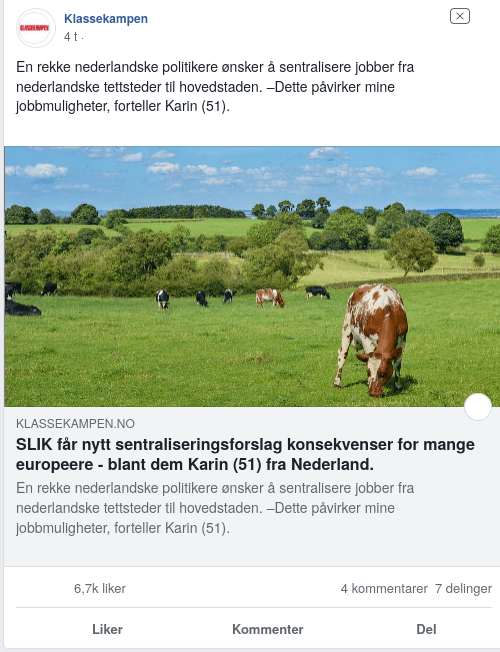 KLASSEKAMPEN
Klassekampen
4 t ·
En rekke nederlandske politikere ønsker å sentralisere jobber fra
nederlandske tettsteder til hovedstaden. –Dette påvirker mine
jobbmuligheter, forteller Karin (51).
KLASSEKAMPEN.NO
SLIK får nytt sentraliseringsforslag konsekvenser for mange
europeere - blant dem Karin (51) fra Nederland.
En rekke nederlandske politikere ønsker å sentralisere jobber fra
nederlandske tettsteder til hovedstaden. –Dette påvirker mine
jobbmuligheter, forteller Karin (51).
6,7k liker
4 kommentarer 7 delinger
Liker Kommenter Del